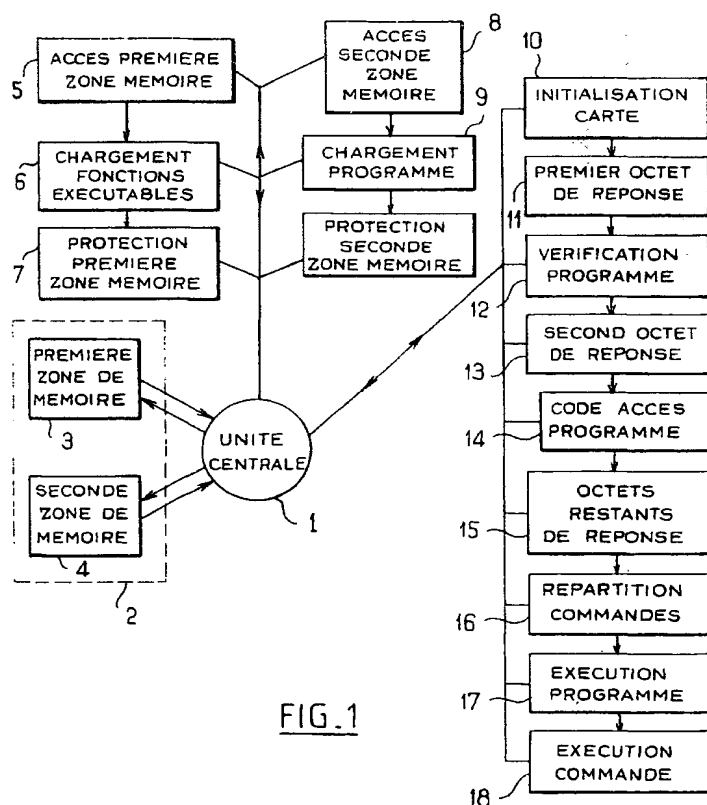 5
ACCES PREMIERE
ZONE MEMOIRE
6
CHARGEMENT
FONCTIONS
EXECUTABLES
7
PROTECTION
PREMIERE
ZONE MEMOIRE
8
ACCES
SECONDE
ZONE
MEMOIRE
9
CHARGEMENT
PROGRAMME
PROTECTION
SECONDE
ZONE MEMOIRE
PREMIERE
ZONE DE
MEMOIRE
3
SECONDE
ZONE DE
MEMOIRE
4
2
UNITE
CENTRALE
1
10
INITIALISATION
CARTE
PREMIER OCTET
DE REPONSE
11
VERIFICATION
PROGRAMME
12
SECOND OCTET
DE REPONSE
13
CODE ACCES
PROGRAMME
14
OCTETS
RESTANTS
DE REPONSE
15
REPARTITION
COMMANDES
16
EXECUTION
PROGRAMME
17
EXECUTION
COMMANDE
18
FIG_1